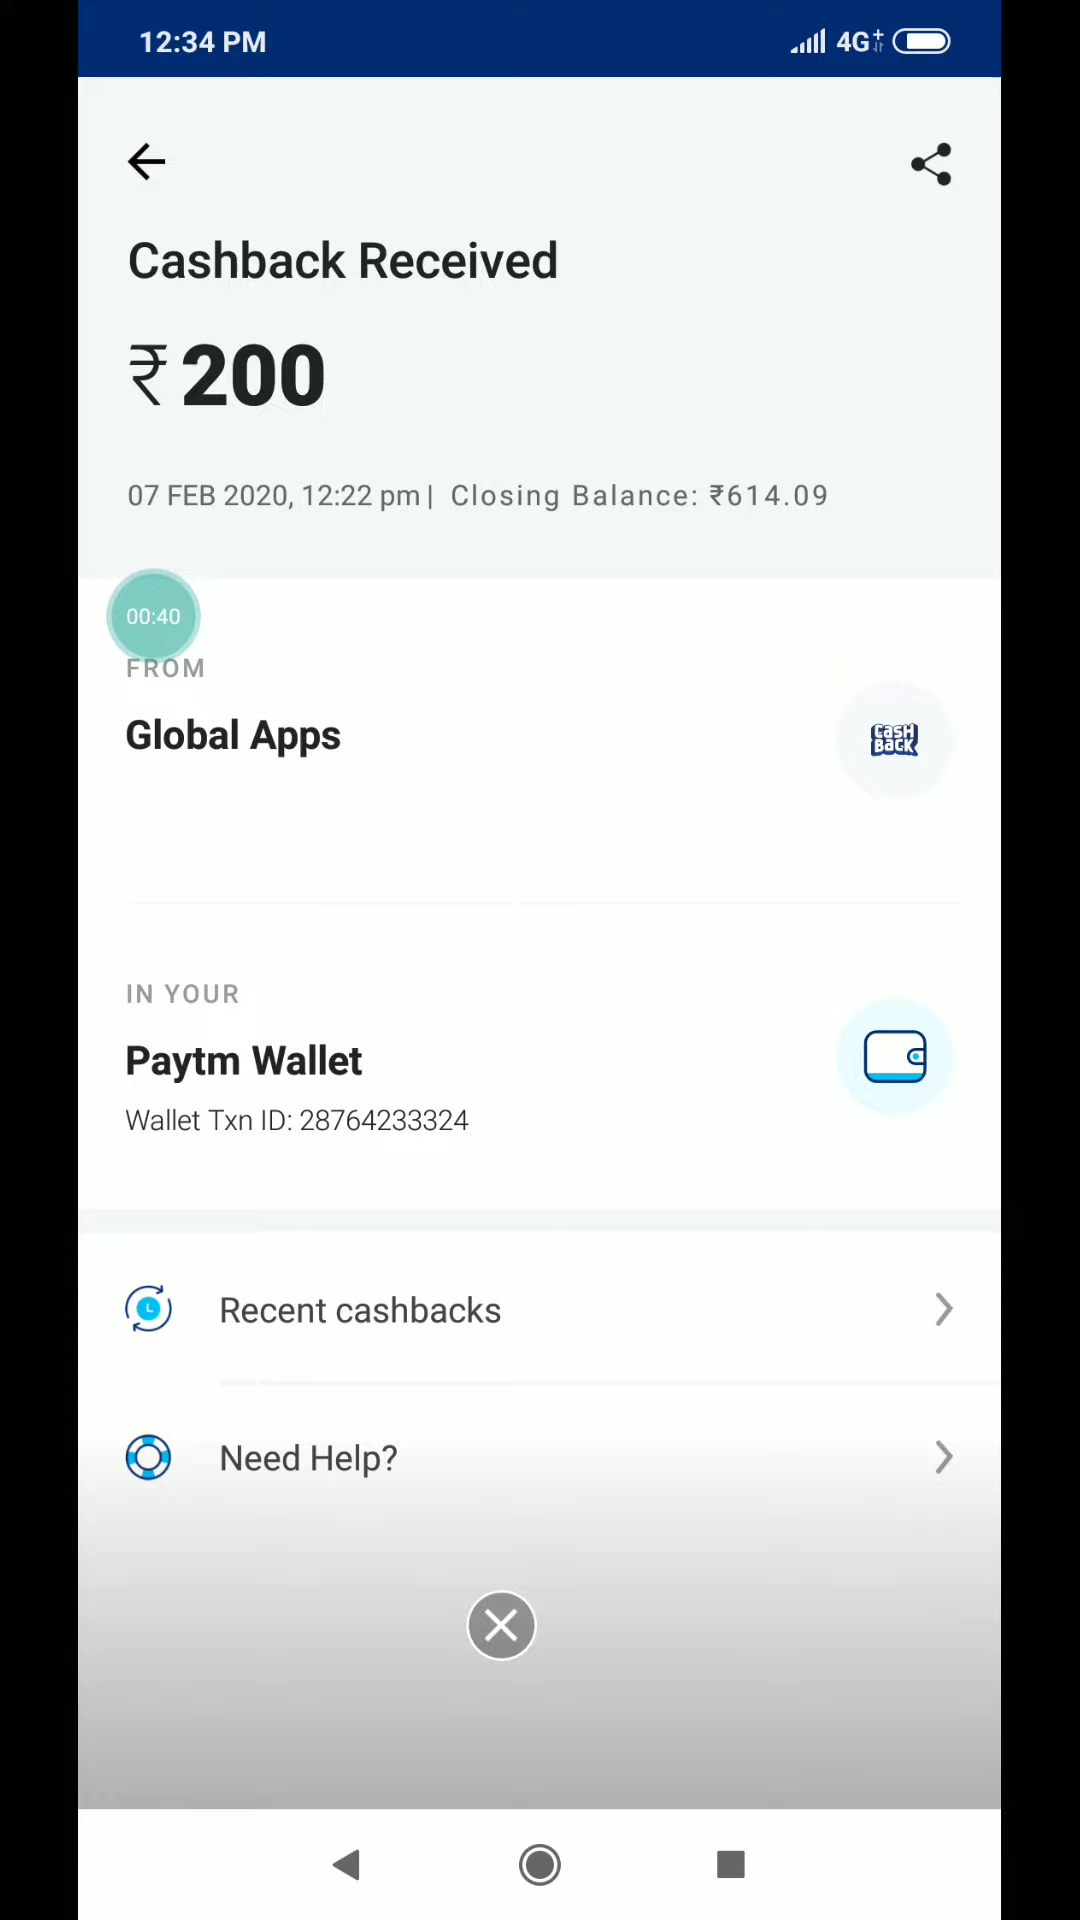 12:34 PM 4G+
Cashback Received
₹200
07 FEB 2020, 12:22 pm | Closing Balance: ₹614.09
00:40
FROM
Global Apps
CASH
BACK
IN YOUR
Paytm Wallet
Wallet Txn ID: 28764233324
Recent cashbacks
Need Help?